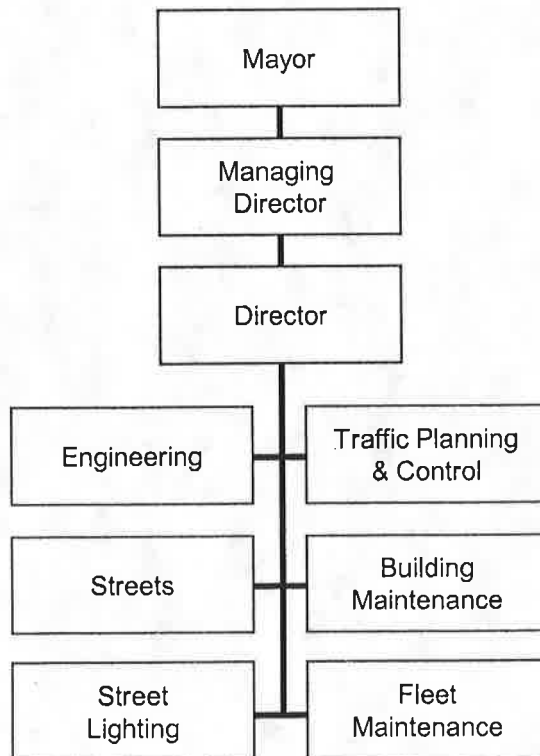 Mayor
Managing
Director
Director
Engineering
Traffic Planning
& Control
Streets
Building
Maintenance
Street
Lighting
Fleet
Maintenance